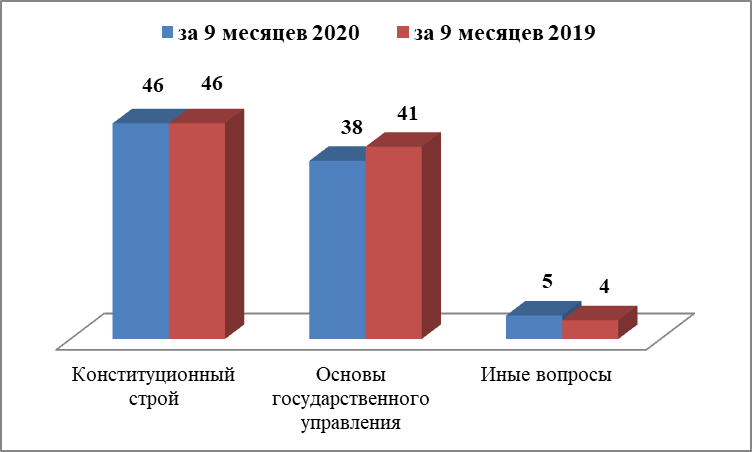 за 9 месяцев 2020 за 9 месяцев 2019
46 46
38 41
5 4
Конституционный
строй
Основы
государственного
управления
Иные вопросы